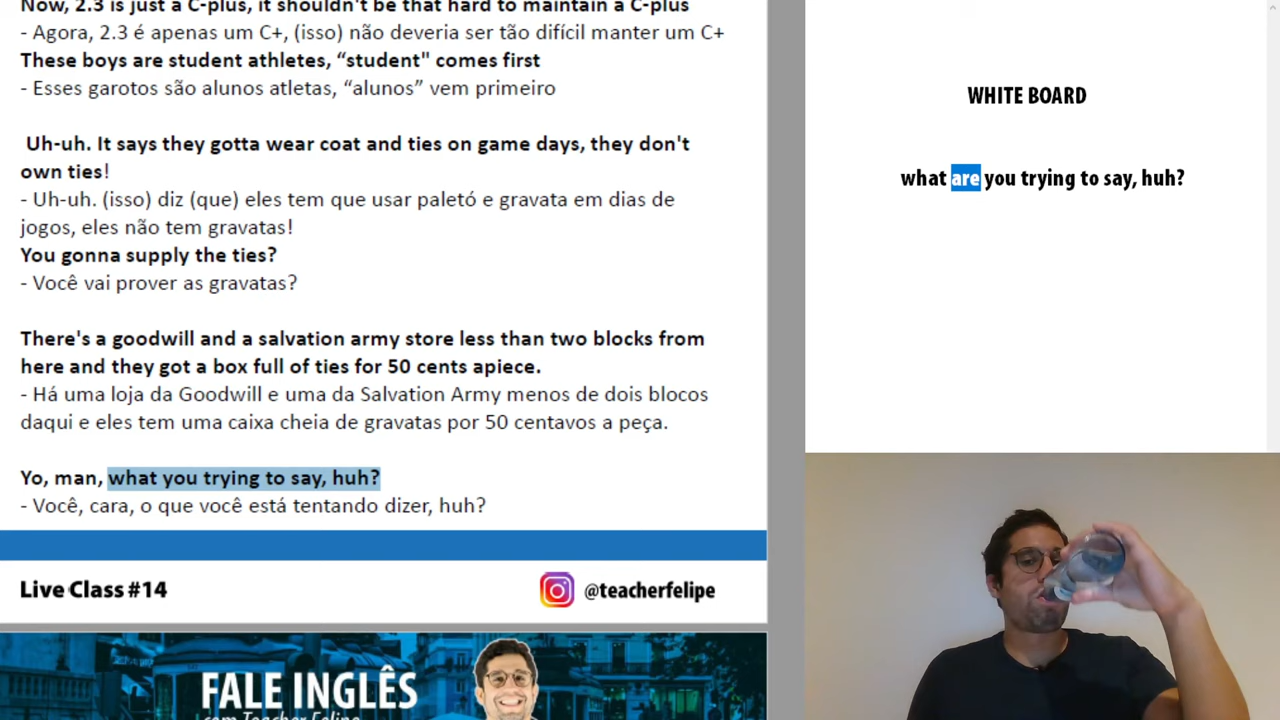 Now, 2.3 is just a C-plus, it shouldn't be that hard to maintain a C-plus
- Agora, 2.3 é apenas um C+, (isso) não deveria ser tão difícil manter um C+
These boys are student athletes, “student" comes first
- Esses garotos são alunos atletas, “alunos” vem primeiro
Uh-uh. It says they gotta wear coat and ties on game days, they don't
own ties!
- Uh-uh. (isso) diz (que) eles tem que usar paletó e gravata em dias de
jogos, eles não tem gravatas!
You gonna supply the ties?
- Você vai prover as gravatas?
There's a goodwill and a salvation army store less than two blocks from
here and they got a box full of ties for 50 cents apiece.
- Há uma loja da Goodwill e uma da Salvation Army menos de dois blocos
daqui e eles tem uma caixa cheia de gravatas por 50 centavos a peça.
Yo, man, what you trying to say, huh?
- Você, cara, o que você está tentando dizer, huh?
Live Class #14
@teacherfelipe
FALE INGLÊS
com Teacher Felipe
WHITE BOARD
what are you trying to say, huh?